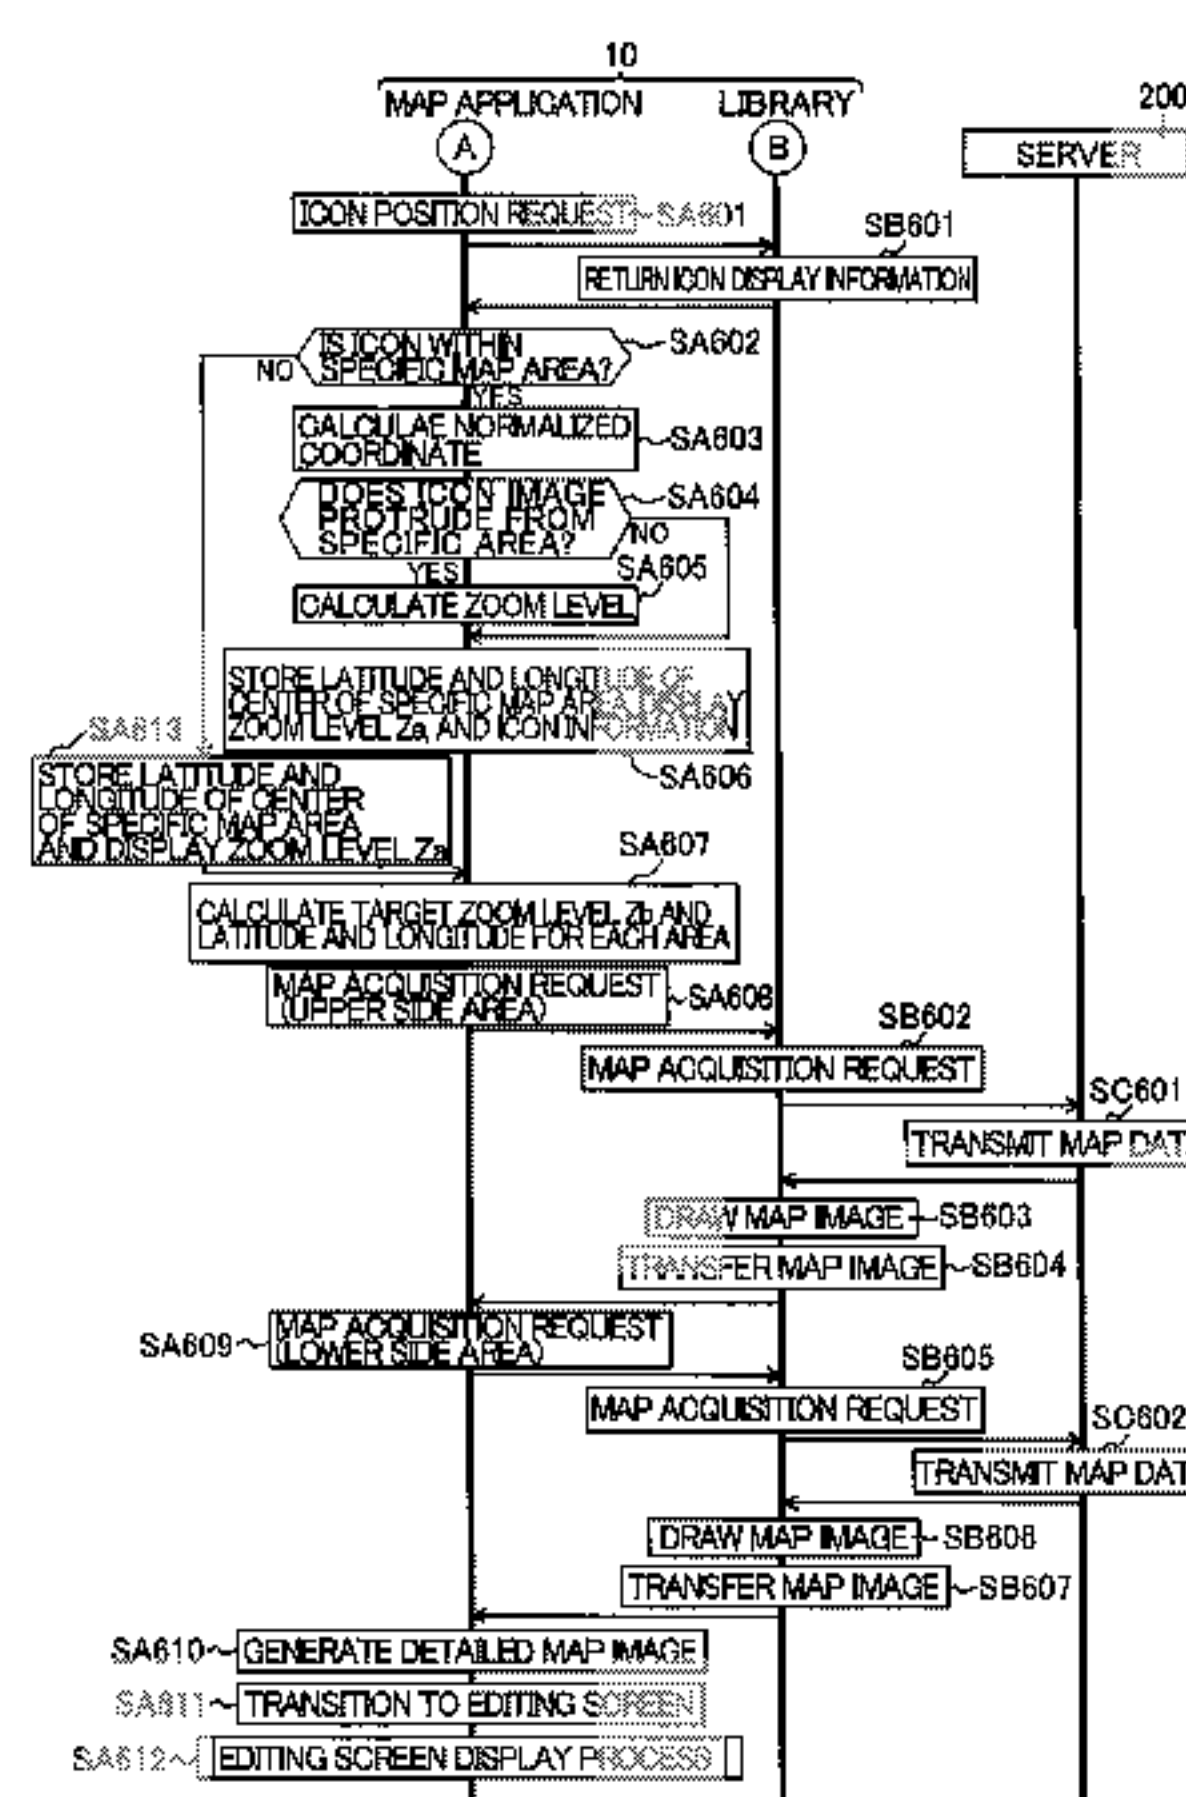 10
MAP APPLICATION LIBRARY
200
A B
SERVER
ICON POSITION REQUEST SA601
SB601
RETURN ICON DISPLAY INFORMATION
IS ICON WITHIN
SPECIFIC MAP AREA?
SA602
NO
YES
CALCULAE NORMALIZED
COORDINATE
SA603
DOES ICON IMAGE
PROTRUDE FROM
SPECIFIC AREA?
SA604
NO
YES
SA605
CALCULATE ZOOM LEVEL
STORE LATITUDE AND LONGITUDE OF
CENTER OF SPECIFIC MAP AREA, DISPLAY
ZOOM LEVEL Za, AND ICON INFORMATION
SA606
SA613
STORE LATITUDE AND
LONGITUDE OF CENTER
OF SPECIFIC MAP AREA
AND DISPLAY ZOOM LEVEL Za
SA607
CALCULATE TARGET ZOOM LEVEL Zb AND
LATITUDE AND LONGITUDE FOR EACH AREA
MAP ACQUISITION REQUEST
(UPPER SIDE AREA)
SA608
SB602
MAP ACQUISITION REQUEST
SC601
TRANSMIT MAP DAT
DRAW MAP IMAGE SB603
TRANSFER MAP IMAGE SB604
SA609
MAP ACQUISITION REQUEST
(LOWER SIDE AREA)
SB605
MAP ACQUISITION REQUEST
SC602
TRANSMIT MAP DAT
DRAW MAP IMAGE SB606
TRANSFER MAP IMAGE SB607
SA610 GENERATE DETAILED MAP IMAGE
SA611 TRANSITION TO EDITING SCREEN
SA612 EDITING SCREEN DISPLAY PROCESS